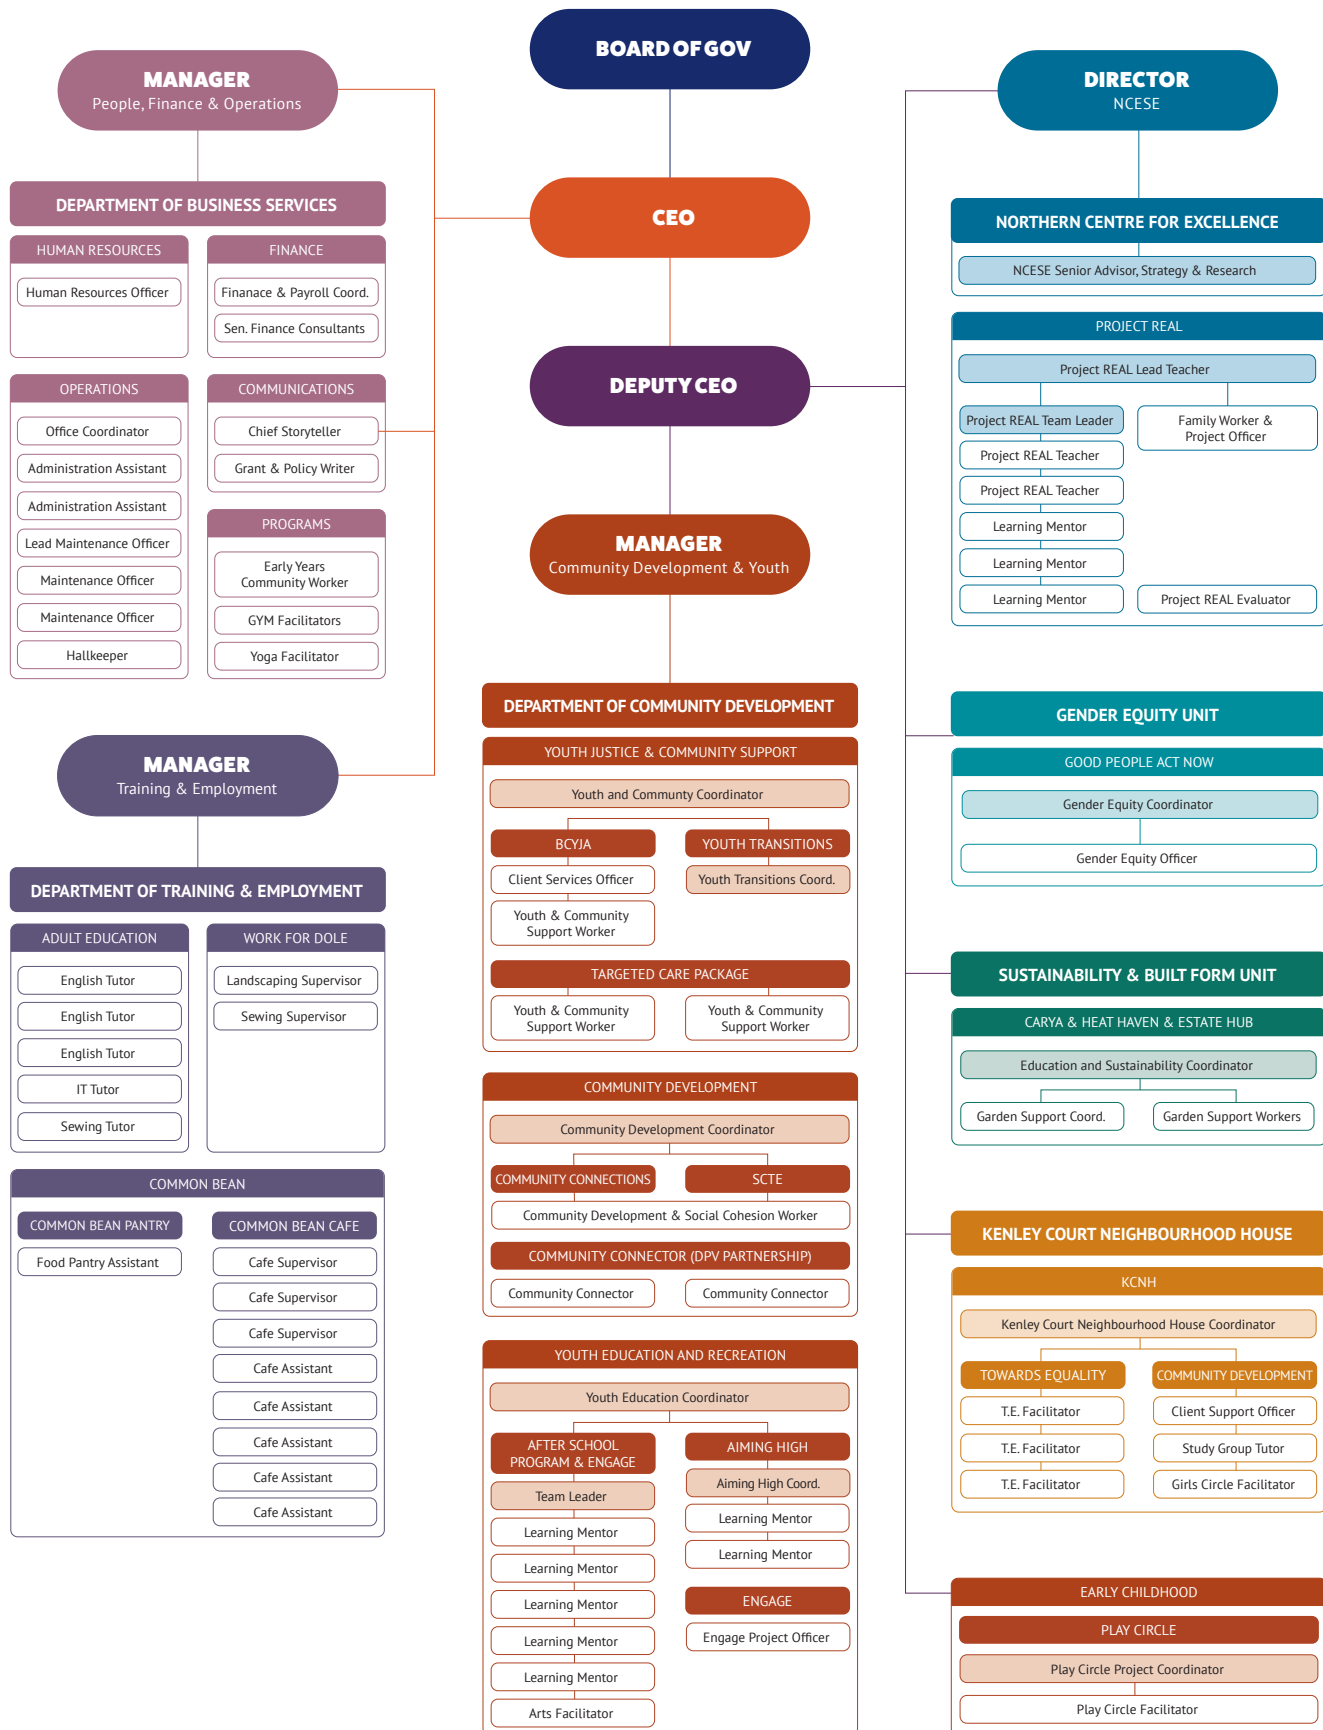 BOARD OF GOV
MANAGER
People, Finance & Operations
DIRECTOR
NCESE
CEO
DEPUTY CEO
MANAGER
Community Development & Youth
DEPARTMENT OF BUSINESS SERVICES
HUMAN RESOURCES
Human Resources Officer
FINANCE
Finanace & Payroll Coord.
Sen. Finance Consultants
OPERATIONS
Office Coordinator
Administration Assistant
Administration Assistant
Lead Maintenance Officer
Maintenance Officer
Maintenance Officer
Hallkeeper
COMMUNICATIONS
Chief Storyteller
Grant & Policy Writer
PROGRAMS
Early Years
Community Worker
GYM Facilitators
Yoga Facilitator
MANAGER
Training & Employment
DEPARTMENT OF TRAINING & EMPLOYMENT
ADULT EDUCATION
English Tutor
English Tutor
English Tutor
IT Tutor
Sewing Tutor
WORK FOR DOLE
Landscaping Supervisor
Sewing Supervisor
COMMON BEAN
COMMON BEAN PANTRY
Food Pantry Assistant
COMMON BEAN CAFE
Cafe Supervisor
Cafe Supervisor
Cafe Supervisor
Cafe Assistant
Cafe Assistant
Cafe Assistant
Cafe Assistant
Cafe Assistant
DEPARTMENT OF COMMUNITY DEVELOPMENT
YOUTH JUSTICE & COMMUNITY SUPPORT
Youth and Communty Coordinator
BCYJA
Client Services Officer
Youth & Community
Support Worker
YOUTH TRANSITIONS
Youth Transitions Coord.
TARGETED CARE PACKAGE
Youth & Community
Support Worker
Youth & Community
Support Worker
COMMUNITY DEVELOPMENT
Community Development Coordinator
COMMUNITY CONNECTIONS
SCTE
Community Development & Social Cohesion Worker
COMMUNITY CONNECTOR (DPV PARTNERSHIP)
Community Connector
Community Connector
YOUTH EDUCATION AND RECREATION
Youth Education Coordinator
AFTER SCHOOL
PROGRAM & ENGAGE
Team Leader
Learning Mentor
Learning Mentor
Learning Mentor
Learning Mentor
Learning Mentor
Arts Facilitator
AIMING HIGH
Aiming High Coord.
Learning Mentor
Learning Mentor
ENGAGE
Engage Project Officer
NORTHERN CENTRE FOR EXCELLENCE
NCESE Senior Advisor, Strategy & Research
PROJECT REAL
Project REAL Lead Teacher
Project REAL Team Leader
Project REAL Teacher
Project REAL Teacher
Learning Mentor
Learning Mentor
Learning Mentor
Family Worker &
Project Officer
Project REAL Evaluator
GENDER EQUITY UNIT
GOOD PEOPLE ACT NOW
Gender Equity Coordinator
Gender Equity Officer
SUSTAINABILITY & BUILT FORM UNIT
CARYA & HEAT HAVEN & ESTATE HUB
Education and Sustainability Coordinator
Garden Support Coord.
Garden Support Workers
KENLEY COURT NEIGHBOURHOOD HOUSE
KCNH
Kenley Court Neighbourhood House Coordinator
TOWARDS EQUALITY
T.E. Facilitator
T.E. Facilitator
T.E. Facilitator
COMMUNITY DEVELOPMENT
Client Support Officer
Study Group Tutor
Girls Circle Facilitator
EARLY CHILDHOOD
PLAY CIRCLE
Play Circle Project Coordinator
Play Circle Facilitator